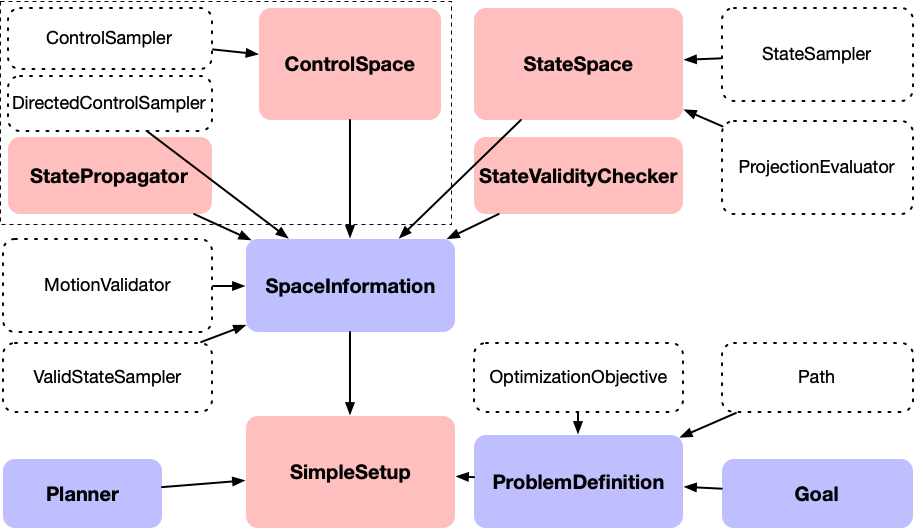 ControlSampler
ControlSpace
StateSpace
StateSampler
DirectedControlSampler
StatePropagator
StateValidityChecker
ProjectionEvaluator
MotionValidator
SpaceInformation
ValidStateSampler
OptimizationObjective
Path
Planner
SimpleSetup
ProblemDefinition
Goal